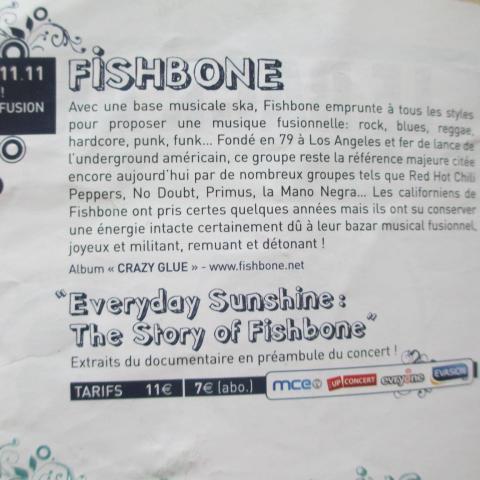 11.11
!
FUSION
FISHBONE
Avec une base musicale ska, Fishbone emprunte à tous les styles
pour proposer une musique fusionnelle: rock, blues, reggae,
hardcore, punk, funk... Fondé en 79 à Los Angeles et fer de lance de
l'underground américain, ce groupe reste la référence majeure citée
encore aujourd'hui par de nombreux groupes tels que Red Hot Chili
Peppers, No Doubt, Primus, la Mano Negra... Les californiens de
Fishbone ont pris certes quelques années mais ils ont su conserver
une énergie intacte certainement dû à leur bazar musical fusionnel,
joyeux et militant, remuant et détonant !
Album « CRAZY GLUE » - www.fishbone.net
"Everyday Sunshine:
The Story of Fishbone"
Extraits du documentaire en préambule du concert !
TARIFS 11€ 7€ (abo.) mce tv UP CONCERT evryone EVASION